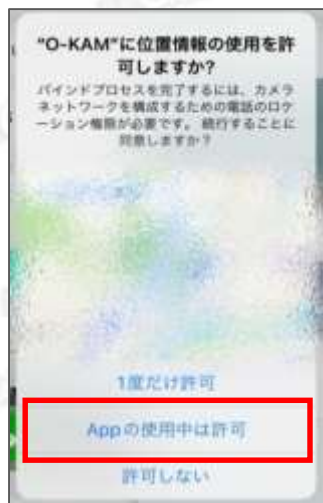 "O-KAM"に位置情報の使用を許
可しますか?
バインドプロセスを完了するには、カメラ
ネットワークを構成するための電話のロケ
ーション権限が必要です。 続行することに
同意しますか?
1度だけ許可
Appの使用中は許可
許可しない